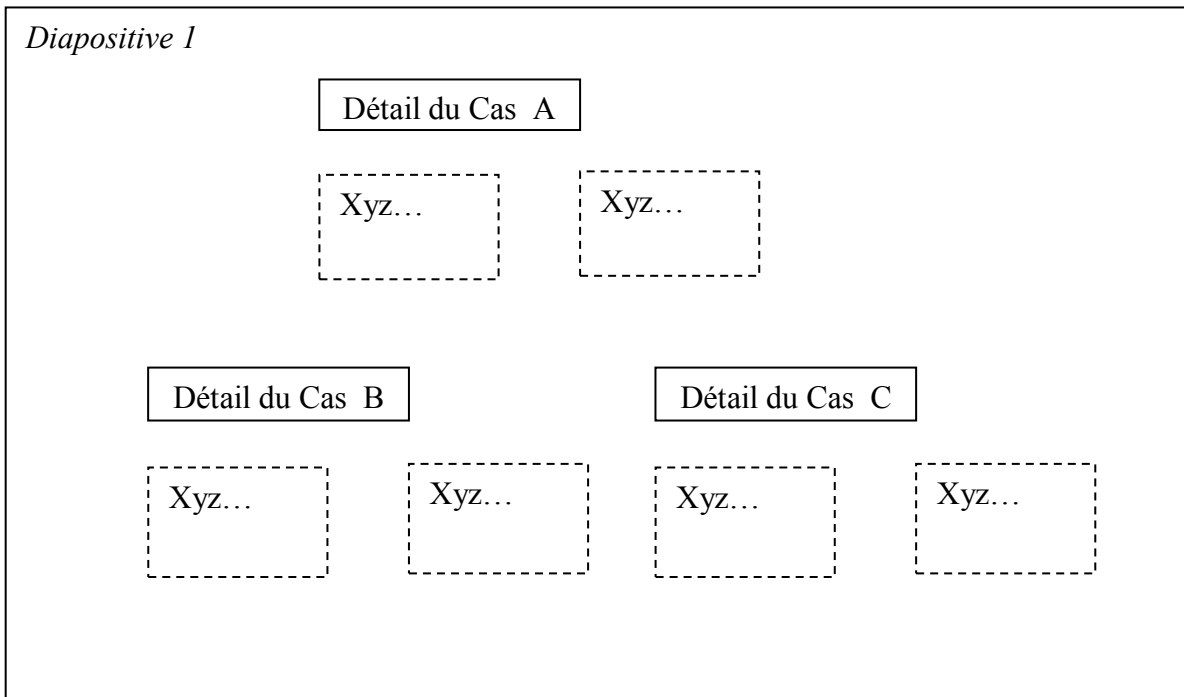 Diapositive 1
Détail du Cas A
Xyz…
Xyz…
Détail du Cas B
Détail du Cas C
Xyz…
Xyz…
Xyz…
Xyz…